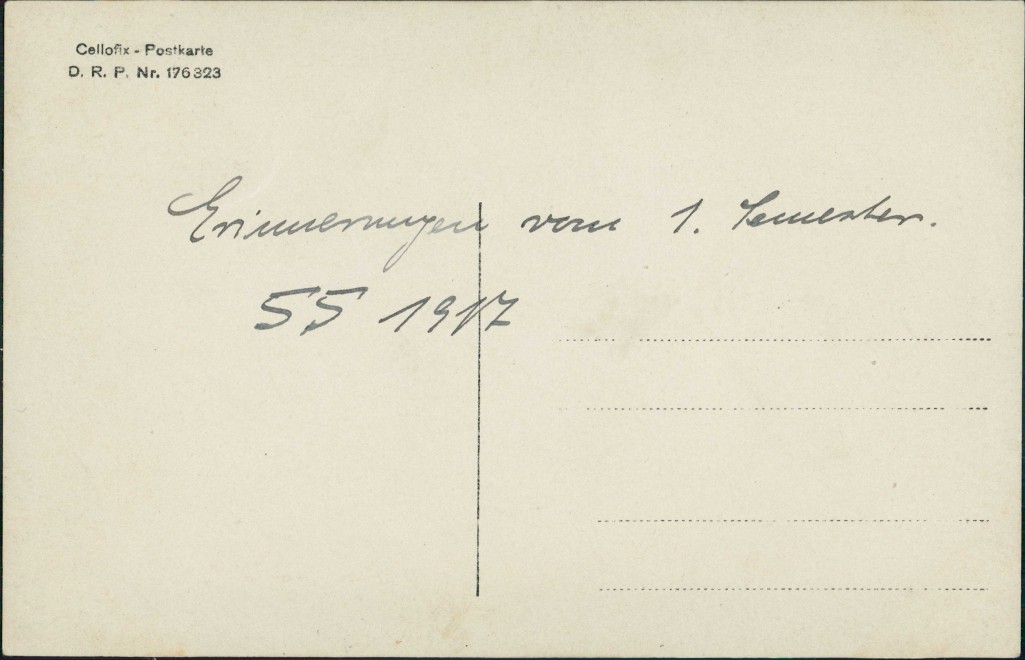 Cellofix - Postkarte
D. R. P. Nr. 176323
Erinnerungen vom 1. Semester.
SS 1917